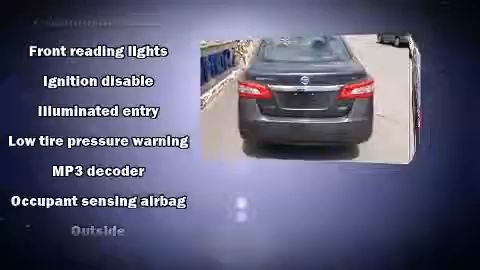 Front reading lights
Ignition disable
Illuminated entry
Low tire pressure warning
MP3 decoder
Occupant sensing airbag
Outside